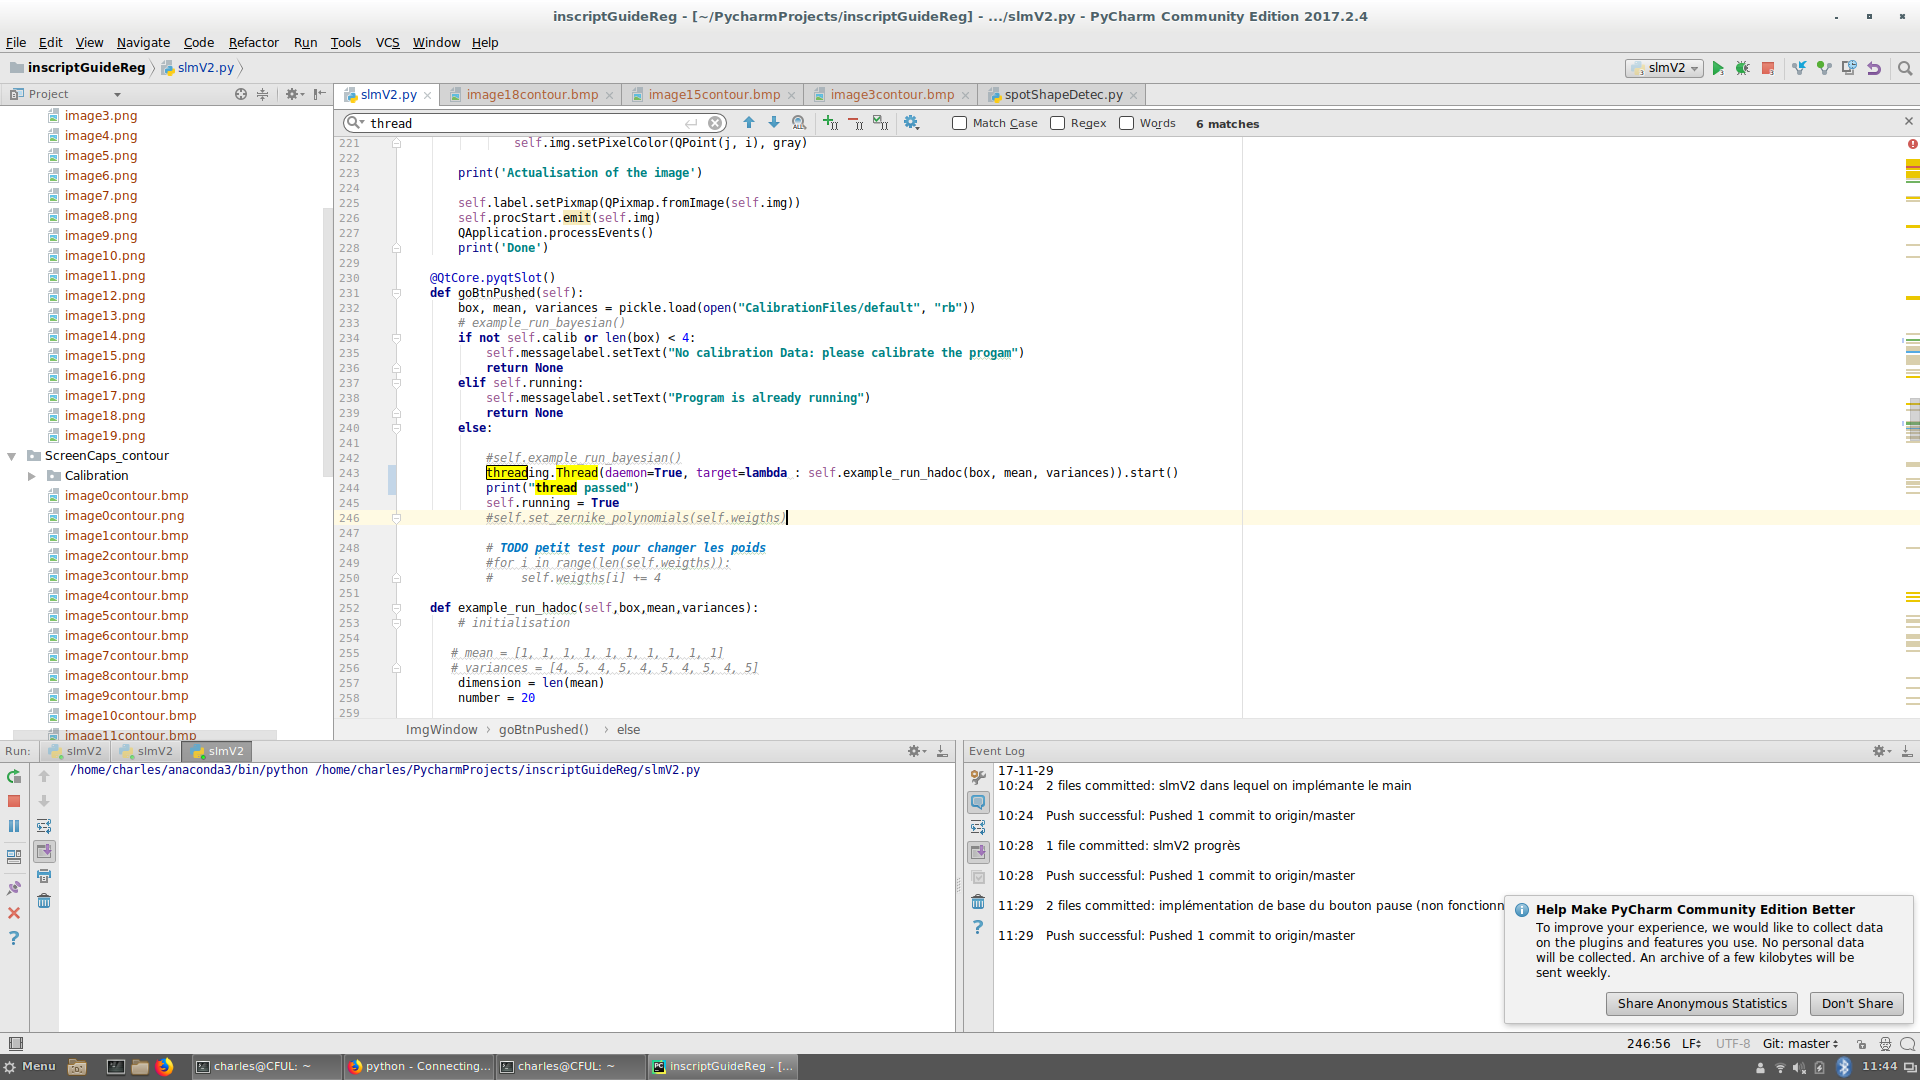 inscriptGuideReg - [~/PycharmProjects/inscriptGuideReg] - .../slmV2.py - PyCharm Community Edition 2017.2.4
File Edit View Navigate Code Refactor Run Tools VCS Window Help
inscriptGuideReg slmV2.py slmV2
Project
slmV2.py image18contour.bmp image15contour.bmp image3contour.bmp spotShapeDetec.py
thread Match Case Regex Words 6 matches
image3.png
image4.png
image5.png
image6.png
image7.png
image8.png
image9.png
image10.png
image11.png
image12.png
image13.png
image14.png
image15.png
image16.png
image17.png
image18.png
image19.png
ScreenCaps_contour
Calibration
image0contour.bmp
image0contour.png
image1contour.bmp
image2contour.bmp
image3contour.bmp
image4contour.bmp
image5contour.bmp
image6contour.bmp
image7contour.bmp
image8contour.bmp
image9contour.bmp
image10contour.bmp
image11contour.bmp
221 self.img.setPixelColor(QPoint(j, i), gray)
222
223 print('Actualisation of the image')
224
225 self.label.setPixmap(QPixmap.fromImage(self.img))
226 self.procStart.emit(self.img)
227 QApplication.processEvents()
228 print('Done')
229
230 @QtCore.pyqtSlot()
231 def goBtnPushed(self):
232 box, mean, variances = pickle.load(open("CalibrationFiles/default", "rb"))
233 # example_run_bayesian()
234 if not self.calib or len(box) < 4:
235 self.messagelabel.setText("No calibration Data: please calibrate the progam")
236 return None
237 elif self.running:
238 self.messagelabel.setText("Program is already running")
239 return None
240 else:
241
242 #self.example_run_bayesian()
243 threading.Thread(daemon=True, target=lambda : self.example_run_hadoc(box, mean, variances)).start()
244 print("thread passed")
245 self.running = True
246 #self.set_zernike_polynomials(self.weigths)
247
248 # TODO petit test pour changer les poids
249 #for i in range(len(self.weigths)):
250 # self.weigths[i] += 4
251
252 def example_run_hadoc(self,box,mean,variances):
253 # initialisation
254
255 # mean = [1, 1, 1, 1, 1, 1, 1, 1, 1, 1]
256 # variances = [4, 5, 4, 5, 4, 5, 4, 5, 4, 5]
257 dimension = len(mean)
258 number = 20
259
ImgWindow goBtnPushed() else
Run: slmV2 slmV2 slmV2
/home/charles/anaconda3/bin/python /home/charles/PycharmProjects/inscriptGuideReg/slmV2.py
Event Log
17-11-29
10:24 2 files committed: slmV2 dans lequel on implémante le main
10:24 Push successful: Pushed 1 commit to origin/master
10:28 1 file committed: slmV2 progrès
10:28 Push successful: Pushed 1 commit to origin/master
11:29 2 files committed: implémentation de base du bouton pause (non fonctionn
11:29 Push successful: Pushed 1 commit to origin/master
Help Make PyCharm Community Edition Better
To improve your experience, we would like to collect data
on the plugins and features you use. No personal data
will be collected. An archive of a few kilobytes will be
sent weekly.
Share Anonymous Statistics Don't Share
246:56 LF UTF-8 Git: master
Menu charles@CFUL: ~ python - Connecting... charles@CFUL: ~ inscriptGuideReg - [... 11:44